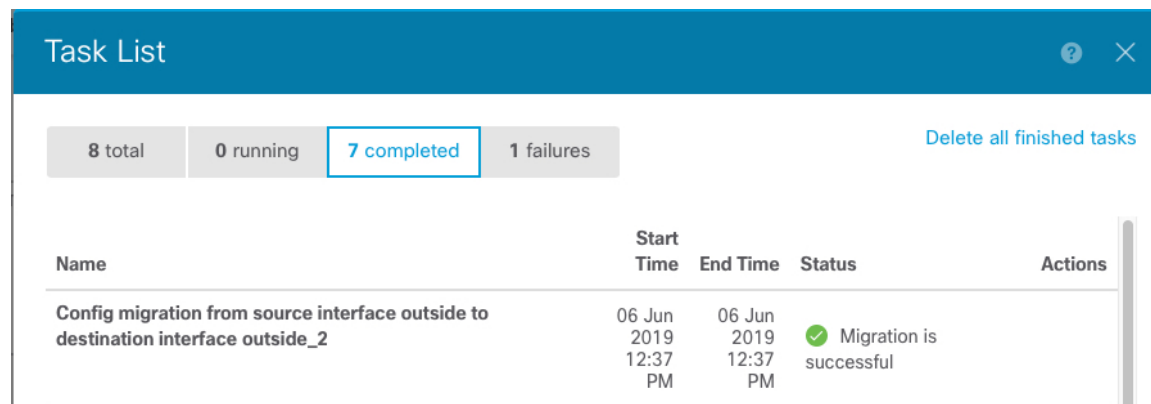 Task List
8 total 0 running 7 completed 1 failures
Delete all finished tasks
Name Start Time End Time Status Actions
Config migration from source interface outside to
destination interface outside_2
06 Jun
2019
12:37
PM
06 Jun
2019
12:37
PM
Migration is
successful